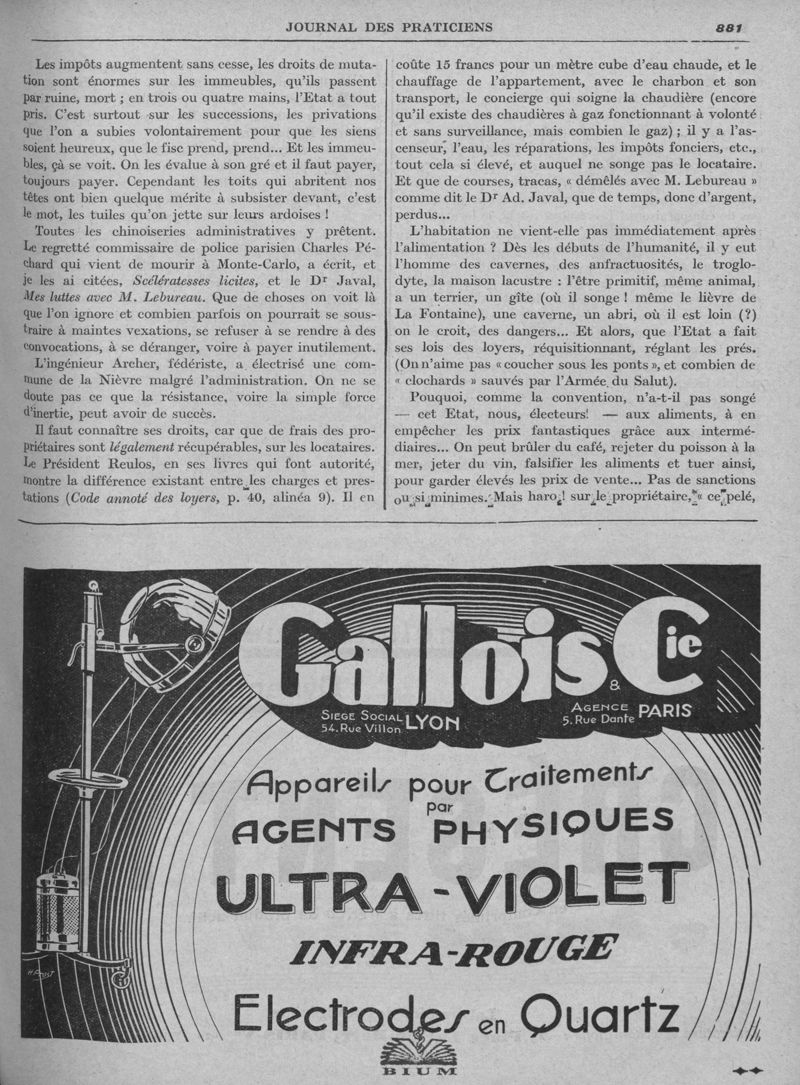 JOURNAL DES PRATICIENS
881
Les impôts augmentent sans cesse, les droits de muta-
tion sont énormes sur les immeubles, qu'ils passent
par ruine, mort ; en trois ou quatre mains, l'Etat a tout
pris. C'est surtout sur les successions, les privations
que l'on a subies volontairement pour que les siens
soient heureux, que le fisc prend, prend... Et les immeu-
bles, çà se voit. On les évalue à son gré et il faut payer,
toujours payer. Cependant les toits qui abritent nos
têtes ont bien quelque mérite à subsister devant, c'est
le mot, les tuiles qu'on jette sur leurs ardoises !
Toutes les chinoiseries administratives y prêtent.
Le regretté commissaire de police parisien Charles Pé-
chard qui vient de mourir à Monte-Carlo, a écrit, et
je les ai citées, Scélératesses licites, et le Dr Javal,
Mes luttes avec M. Lebureau. Que de choses on voit là
que l'on ignore et combien parfois on pourrait se sous-
traire à maintes vexations, se refuser à se rendre à des
convocations, à se déranger, voire à payer inutilement.
L'ingénieur Archer, fédériste, a électrisé une com-
mune de la Nièvre malgré l'administration. On ne se
doute pas ce que la résistance, voire la simple force
d'inertie, peut avoir de succès.
Il faut connaître ses droits, car que de frais des pro-
priétaires sont légalement récupérables, sur les locataires.
Le Président Reulos, en ses livres qui font autorité,
montre la différence existant entre les charges et pres-
tations (Code annoté des loyers, p. 40, alinéa 9). Il en
coûte 15 francs pour un mètre cube d'eau chaude, et le
chauffage de l'appartement, avec le charbon et son
transport, le concierge qui soigne la chaudière (encore
qu'il existe des chaudières à gaz fonctionnant à volonté
et sans surveillance, mais combien le gaz) ; il y a l'as-
censeur, l'eau, les réparations, les impôts fonciers, etc.,
tout cela si élevé, et auquel ne songe pas le locataire.
Et que de courses, tracas, « démêlés avec M. Lebureau »
comme dit le Dr Ad. Javal, que de temps, donc d'argent,
perdus...
L'habitation ne vient-elle pas immédiatement après
l'alimentation ? Dès les débuts de l'humanité, il y eut
l'homme des cavernes, des anfractuosités, le troglo-
dyte, la maison lacustre : l'être primitif, même animal,
a un terrier, un gîte (où il songe ! même le lièvre de
La Fontaine), une caverne, un abri, où il est loin (?)
on le croit, des dangers... Et alors, que l'Etat a fait
ses lois des loyers, réquisitionnant, réglant les prés.
(On n'aime pas « coucher sous les ponts », et combien de
« clochards » sauvés par l'Armée du Salut).
Pouquoi, comme la convention, n'a-t-il pas songé
— cet Etat, nous, électeurs! — aux aliments, à en
empêcher les prix fantastiques grâce aux intermé-
diaires... On peut brûler du café, rejeter du poisson à la
mer, jeter du vin, falsifier les aliments et tuer ainsi,
pour garder élevés les prix de vente... Pas de sanctions
ou si minimes. Mais haro ! sur le propriétaire, « ce pelé,
Gallois & Cie
SIEGE SOCIAL LYON
54. Rue Villon
AGENCE PARIS
5. Rue Dante
Appareils pour Traitements
par
AGENTS PHYSIQUES
ULTRA-VIOLET
INFRA-ROUGE
Electrodes en Quartz
BIUM